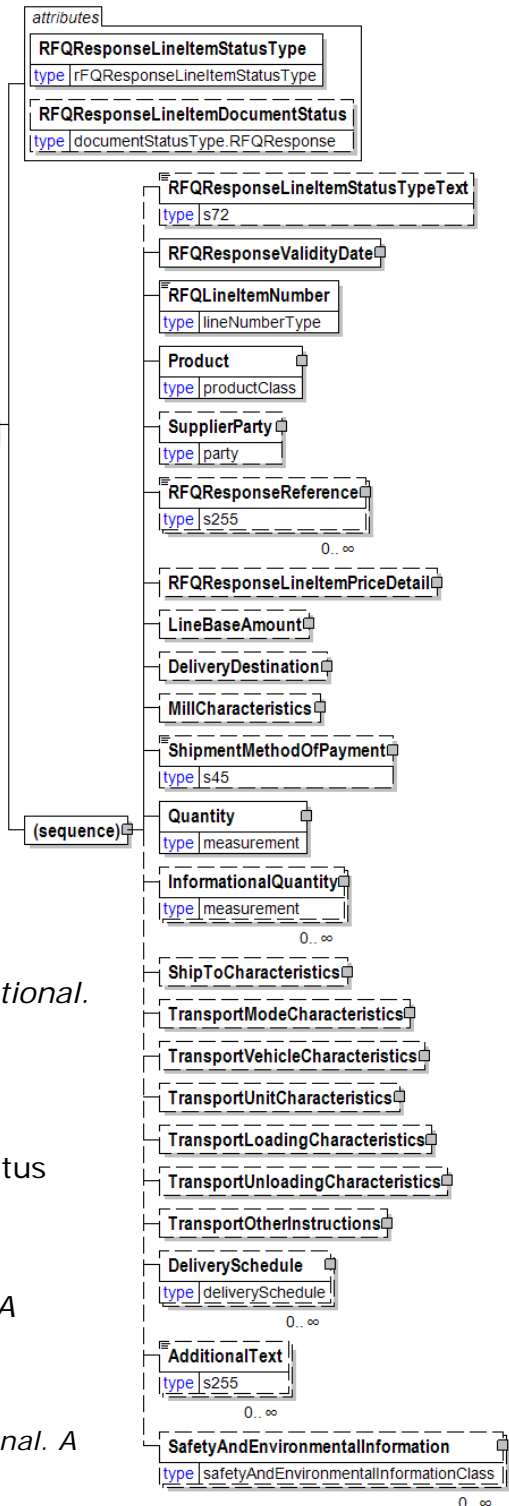 attributes
RFQResponseLineItemStatusType
type rFQResponseLineItemStatusType
RFQResponseLineItemDocumentStatus
type documentStatusType.RFQResponse
RFQResponseLineItemStatusTypeText
type s72
RFQResponseValidityDate
RFQLineItemNumber
type lineNumberType
Product
type productClass
SupplierParty
type party
RFQResponseReference
type s255
0.. ∞
RFQResponseLineItemPriceDetail
LineBaseAmount
DeliveryDestination
MillCharacteristics
ShipmentMethodOfPayment
type s45
(sequence)
Quantity
type measurement
InformationalQuantity
type measurement
0.. ∞
ShipToCharacteristics
tional.
TransportModeCharacteristics
TransportVehicleCharacteristics
TransportUnitCharacteristics
TransportLoadingCharacteristics
tus
TransportUnloadingCharacteristics
TransportOtherInstructions
DeliverySchedule
type deliverySchedule
A
0.. ∞
AdditionalText
type s255
0.. ∞
nal. A
SafetyAndEnvironmentalInformation
type safetyAndEnvironmentalInformationClass
0.. ∞